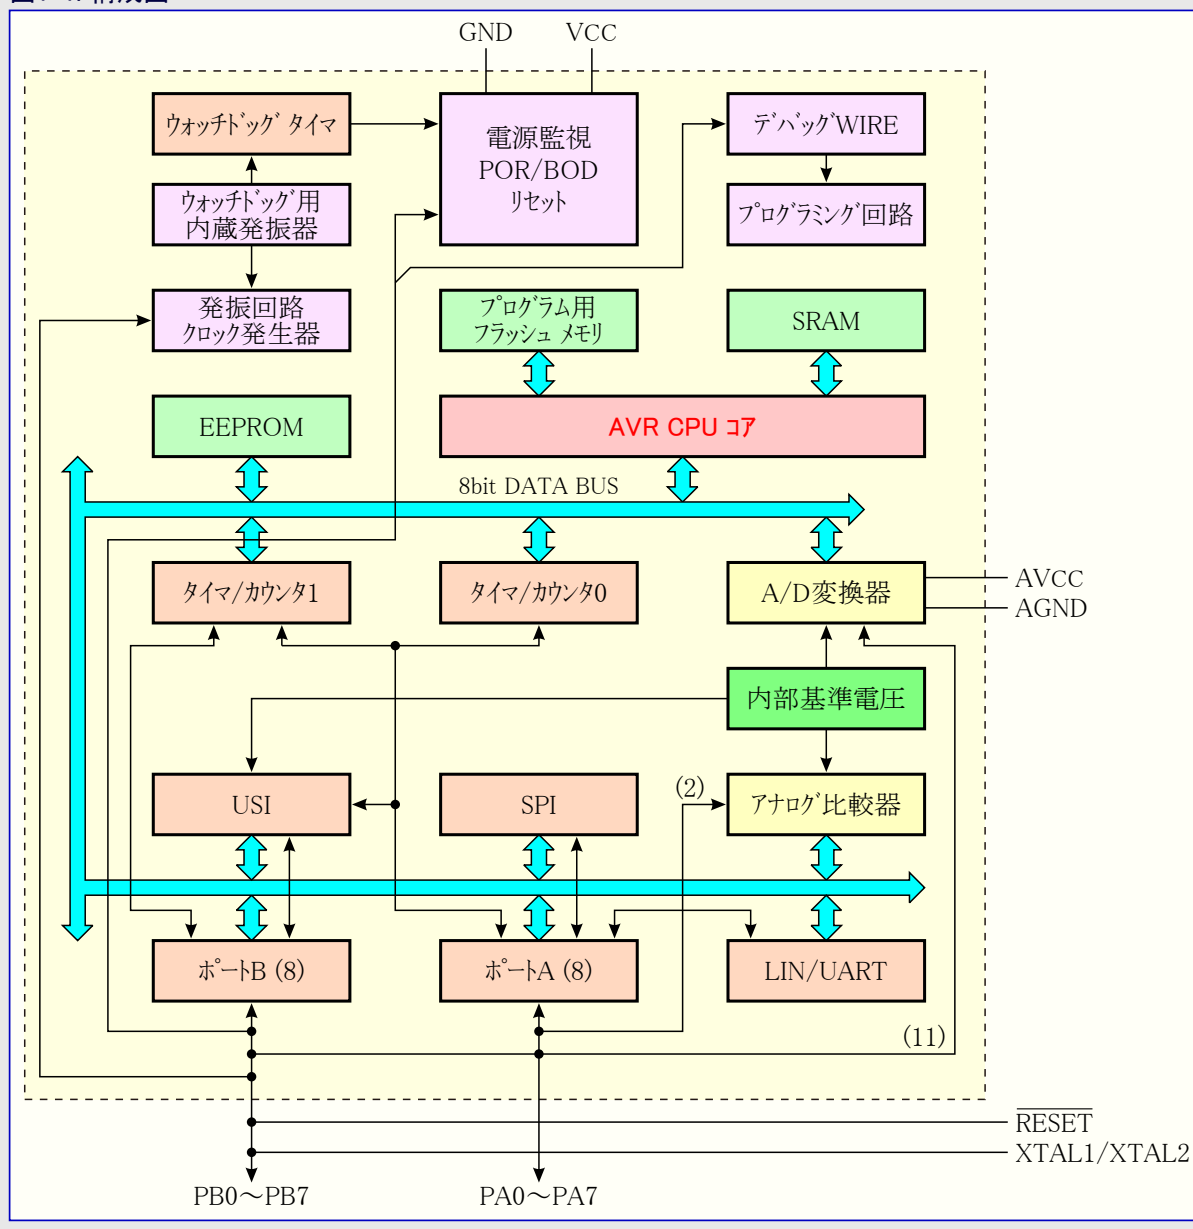 GND
VCC
ｳｫｯﾁﾄﾞｯｸﾞ ﾀｲﾏ
電源監視
POR/BOD
ﾘｾｯﾄ
ﾃﾞﾊﾞｯｸﾞWIRE
ｳｫｯﾁﾄﾞｯｸﾞ用
内蔵発振器
ﾌﾟﾛｸﾞﾗﾐﾝｸﾞ回路
発振回路
ｸﾛｯｸ発生器
ﾌﾟﾛｸﾞﾗﾑ用
ﾌﾗｯｼｭ ﾒﾓﾘ
SRAM
EEPROM
AVR CPU ｺｱ
8bit DATA BUS
ﾀｲﾏ/ｶｳﾝﾀ1
ﾀｲﾏ/ｶｳﾝﾀ0
A/D変換器
AVCC
AGND
内部基準電圧
USI
SPI
(2)
ｱﾅﾛｸﾞ比較器
ﾎﾟｰﾄB (8)
ﾎﾟｰﾄA (8)
LIN/UART
(11)
RESET
XTAL1/XTAL2
PB0～PB7
PA0～PA7